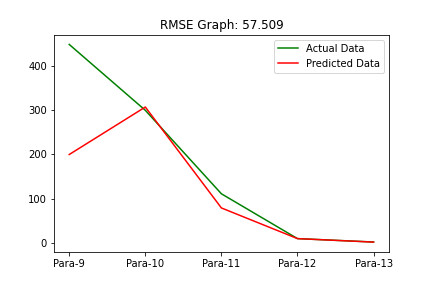 RMSE Graph: 57.509
Actual Data
Predicted Data
400
300
200
100
0
Para-9 Para-10 Para-11 Para-12 Para-13